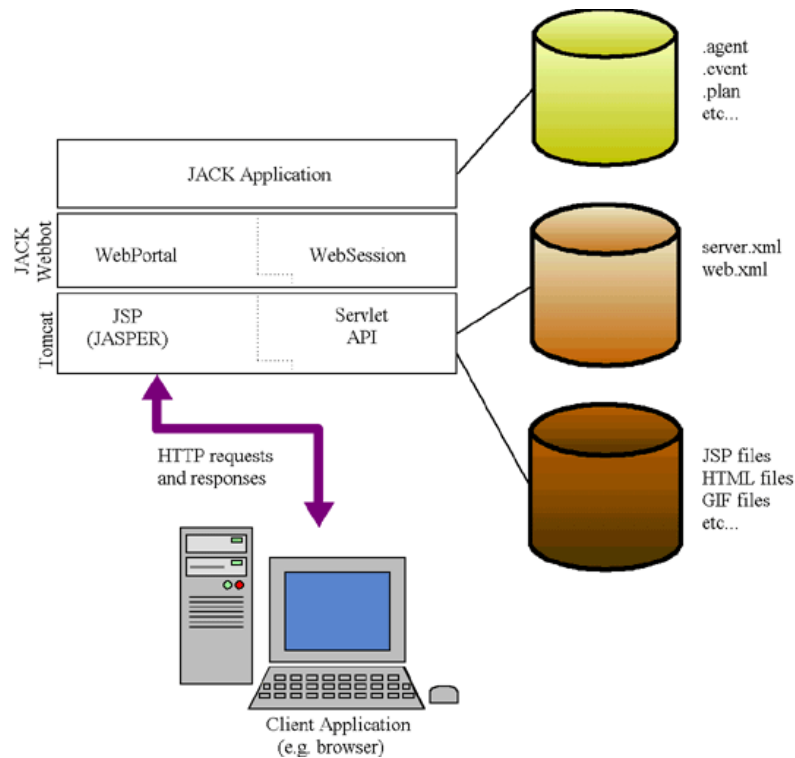 .agent
.event
.plan
etc...
JACK Application
JACK
Webbot
WebPortal
WebSession
server.xml
web.xml
Tomcat
JSP
(JASPER)
Servlet
API
HTTP requests
and responses
JSP files
HTML files
GIF files
etc...
Client Application
(e.g. browser)